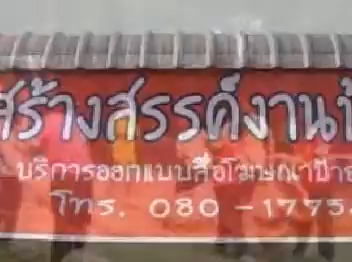 สร้างสรรค์งานป้
บริการออกแบบสื่อโฆษณาป้าย
โทร. 080-1775